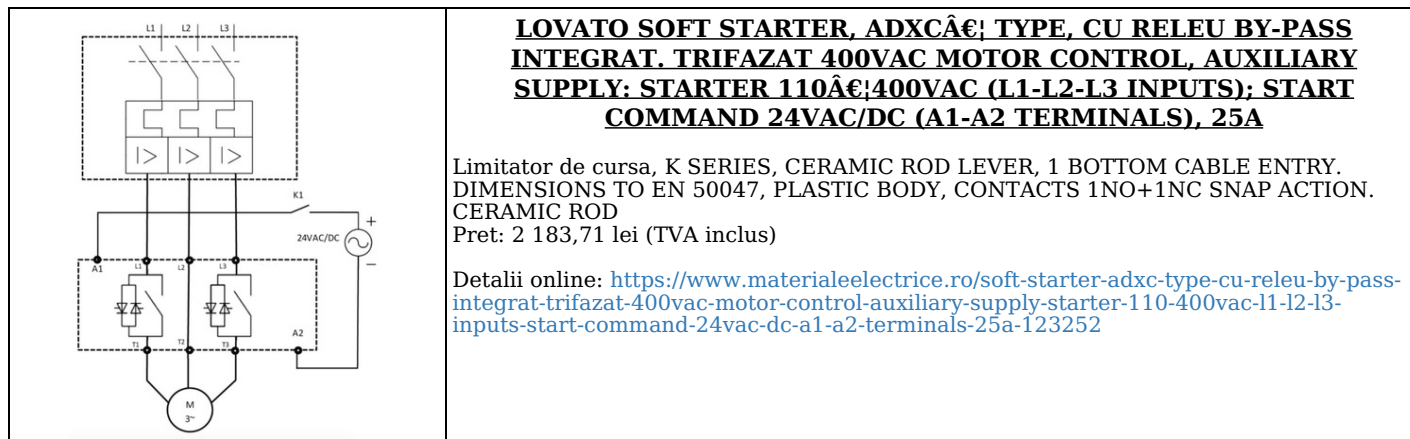 L1 L2 L3
I> I> I>
K1
+
24VAC/DC
−
A1
L1 L2 L3
A2
T1 T2 T3
M
3~
LOVATO SOFT STARTER, ADXCÂ€¦ TYPE, CU RELEU BY-PASS
INTEGRAT. TRIFAZAT 400VAC MOTOR CONTROL, AUXILIARY
SUPPLY: STARTER 110Â€¦400VAC (L1-L2-L3 INPUTS); START
COMMAND 24VAC/DC (A1-A2 TERMINALS), 25A
Limitator de cursa, K SERIES, CERAMIC ROD LEVER, 1 BOTTOM CABLE ENTRY.
DIMENSIONS TO EN 50047, PLASTIC BODY, CONTACTS 1NO+1NC SNAP ACTION.
CERAMIC ROD
Pret: 2 183,71 lei (TVA inclus)
Detalii online: https://www.materialeelectrice.ro/soft-starter-adxc-type-cu-releu-by-pass-
integrat-trifazat-400vac-motor-control-auxiliary-supply-starter-110-400vac-l1-l2-l3-
inputs-start-command-24vac-dc-a1-a2-terminals-25a-123252